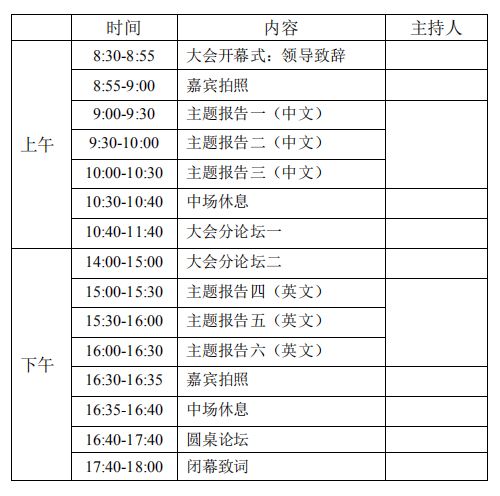 时间 内容 主持人
上午
8:30-8:55 大会开幕式：领导致辞
8:55-9:00 嘉宾拍照
9:00-9:30 主题报告一（中文）
9:30-10:00 主题报告二（中文）
10:00-10:30 主题报告三（中文）
10:30-10:40 中场休息
10:40-11:40 大会分论坛一
下午
14:00-15:00 大会分论坛二
15:00-15:30 主题报告四（英文）
15:30-16:00 主题报告五（英文）
16:00-16:30 主题报告六（英文）
16:30-16:35 嘉宾拍照
16:35-16:40 中场休息
16:40-17:40 圆桌论坛
17:40-18:00 闭幕致词